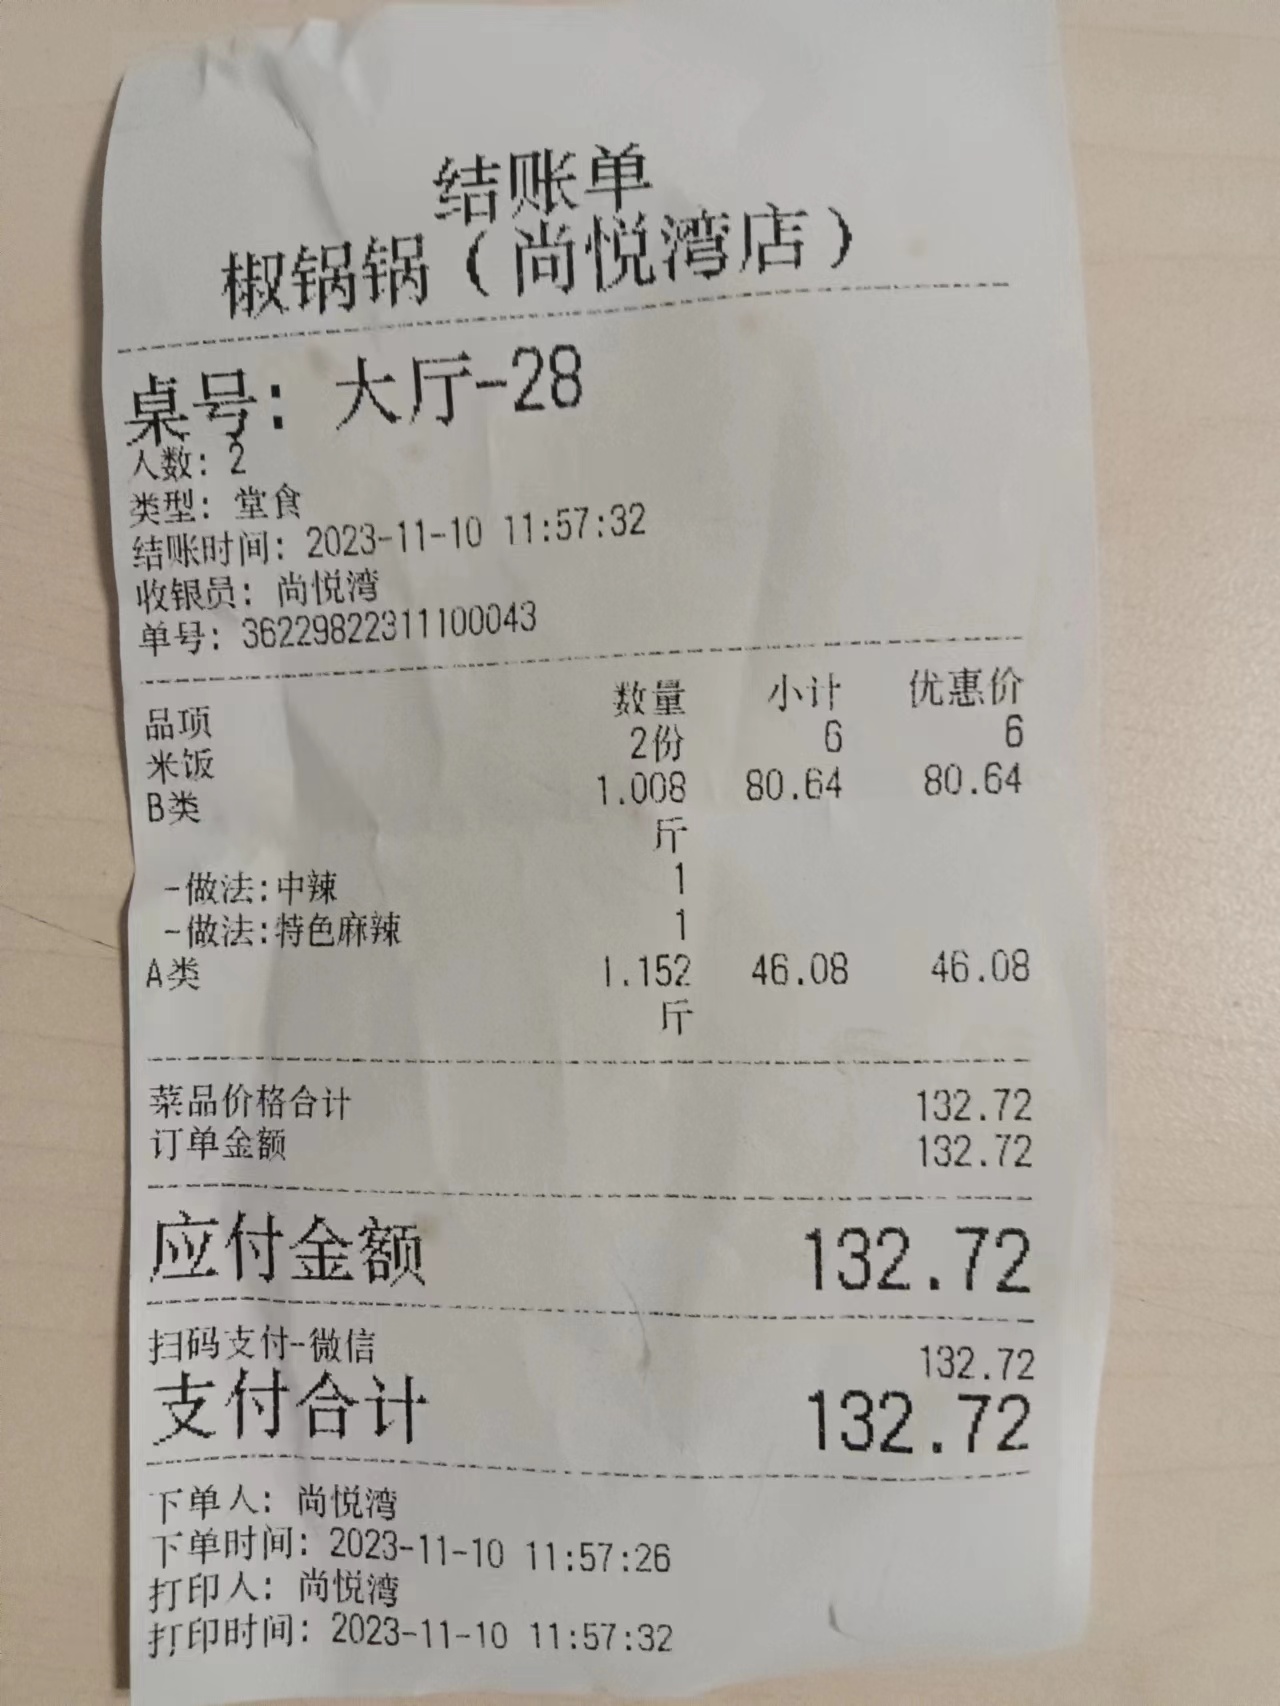 结账单
椒锅锅（尚悦湾店）
桌号： 大厅-28
人数： 2
类型： 堂食
结账时间： 2023-11-10 11:57:32
收银员： 尚悦湾
单号： 36229822311100043
品项 数量 小计 优惠价
米饭 2份 6 6
B类 1.008 80.64 80.64
斤
-做法:中辣 1
-做法:特色麻辣 1
A类 1.152 46.08 46.08
斤
菜品价格合计 132.72
订单金额 132.72
应付金额 132.72
扫码支付-微信 132.72
支付合计 132.72
下单人： 尚悦湾
下单时间： 2023-11-10 11:57:26
打印人： 尚悦湾
打印时间： 2023-11-10 11:57:32